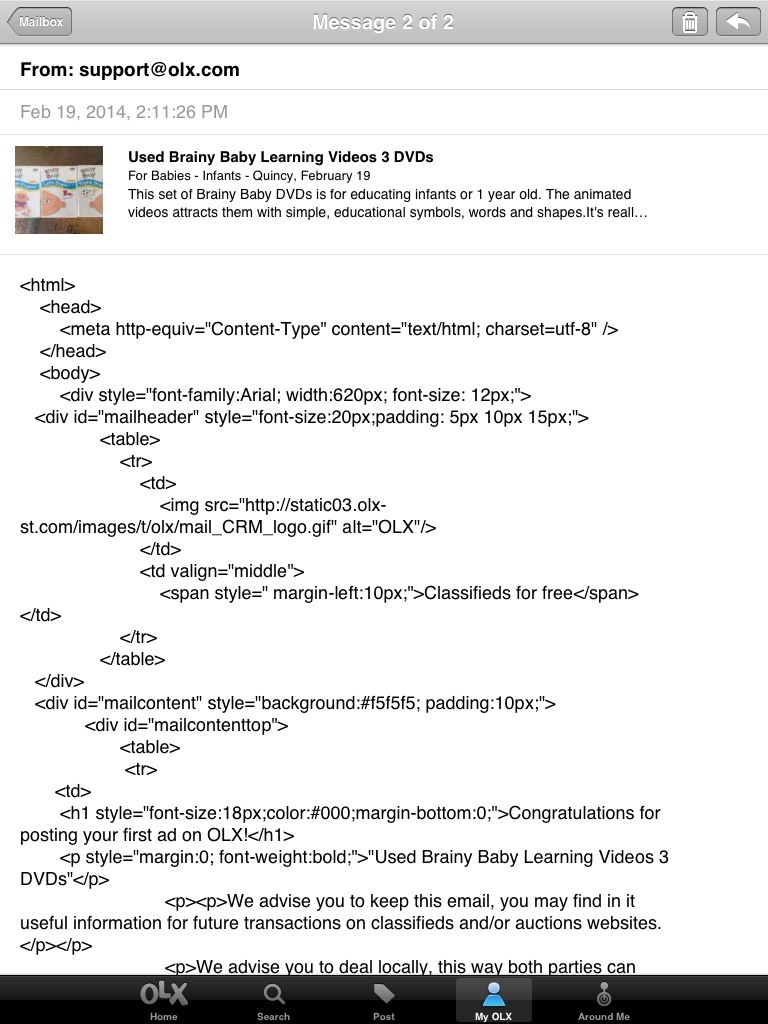 Mailbox
Message 2 of 2
From: support@olx.com
Feb 19, 2014, 2:11:26 PM
Used Brainy Baby Learning Videos 3 DVDs
For Babies - Infants - Quincy, February 19
This set of Brainy Baby DVDs is for educating infants or 1 year old. The animated
videos attracts them with simple, educational symbols, words and shapes.It's reall…
<html>
<head>
<meta http-equiv="Content-Type" content="text/html; charset=utf-8" />
</head>
<body>
<div style="font-family:Arial; width:620px; font-size: 12px;">
<div id="mailheader" style="font-size:20px;padding: 5px 10px 15px;">
<table>
<tr>
<td>
<img src="http://static03.olx-
st.com/images/t/olx/mail_CRM_logo.gif" alt="OLX"/>
</td>
<td valign="middle">
<span style=" margin-left:10px;">Classifieds for free</span>
</td>
</tr>
</table>
</div>
<div id="mailcontent" style="background:#f5f5f5; padding:10px;">
<div id="mailcontenttop">
<table>
<tr>
<td>
<h1 style="font-size:18px;color:#000;margin-bottom:0;">Congratulations for
posting your first ad on OLX!</h1>
<p style="margin:0; font-weight:bold;">"Used Brainy Baby Learning Videos 3
DVDs"</p>
<p><p>We advise you to keep this email, you may find in it
useful information for future transactions on classifieds and/or auctions websites.
</p></p>
<p>We advise you to deal locally, this way both parties can
OLX
Home
Search
Post
My OLX
Around Me